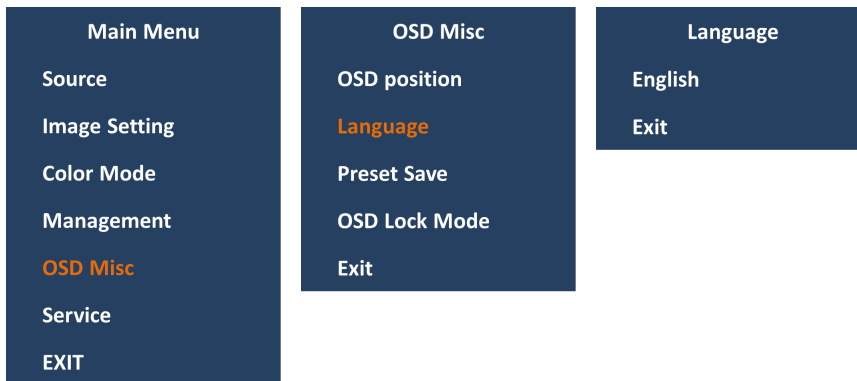 Main Menu
Source
Image Setting
Color Mode
Management
OSD Misc
Service
EXIT
OSD Misc
OSD position
Language
Preset Save
OSD Lock Mode
Exit
Language
English
Exit